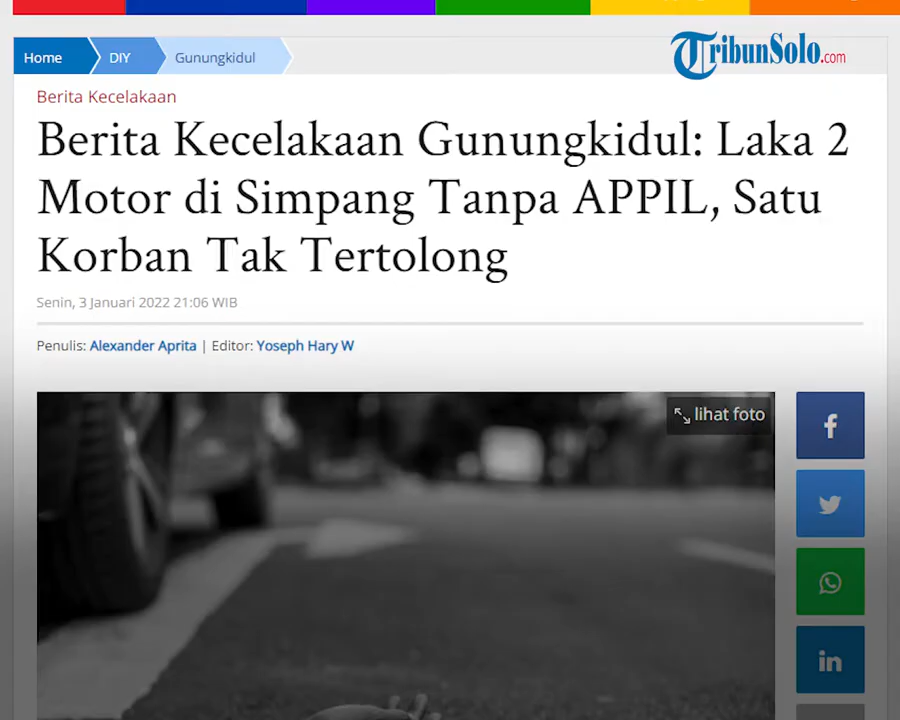 Home DIY Gunungkidul
TribunSolo.com
Berita Kecelakaan
Berita Kecelakaan Gunungkidul: Laka 2
Motor di Simpang Tanpa APPIL, Satu
Korban Tak Tertolong
Senin, 3 Januari 2022 21:06 WIB
Penulis: Alexander Aprita | Editor: Yoseph Hary W
lihat foto